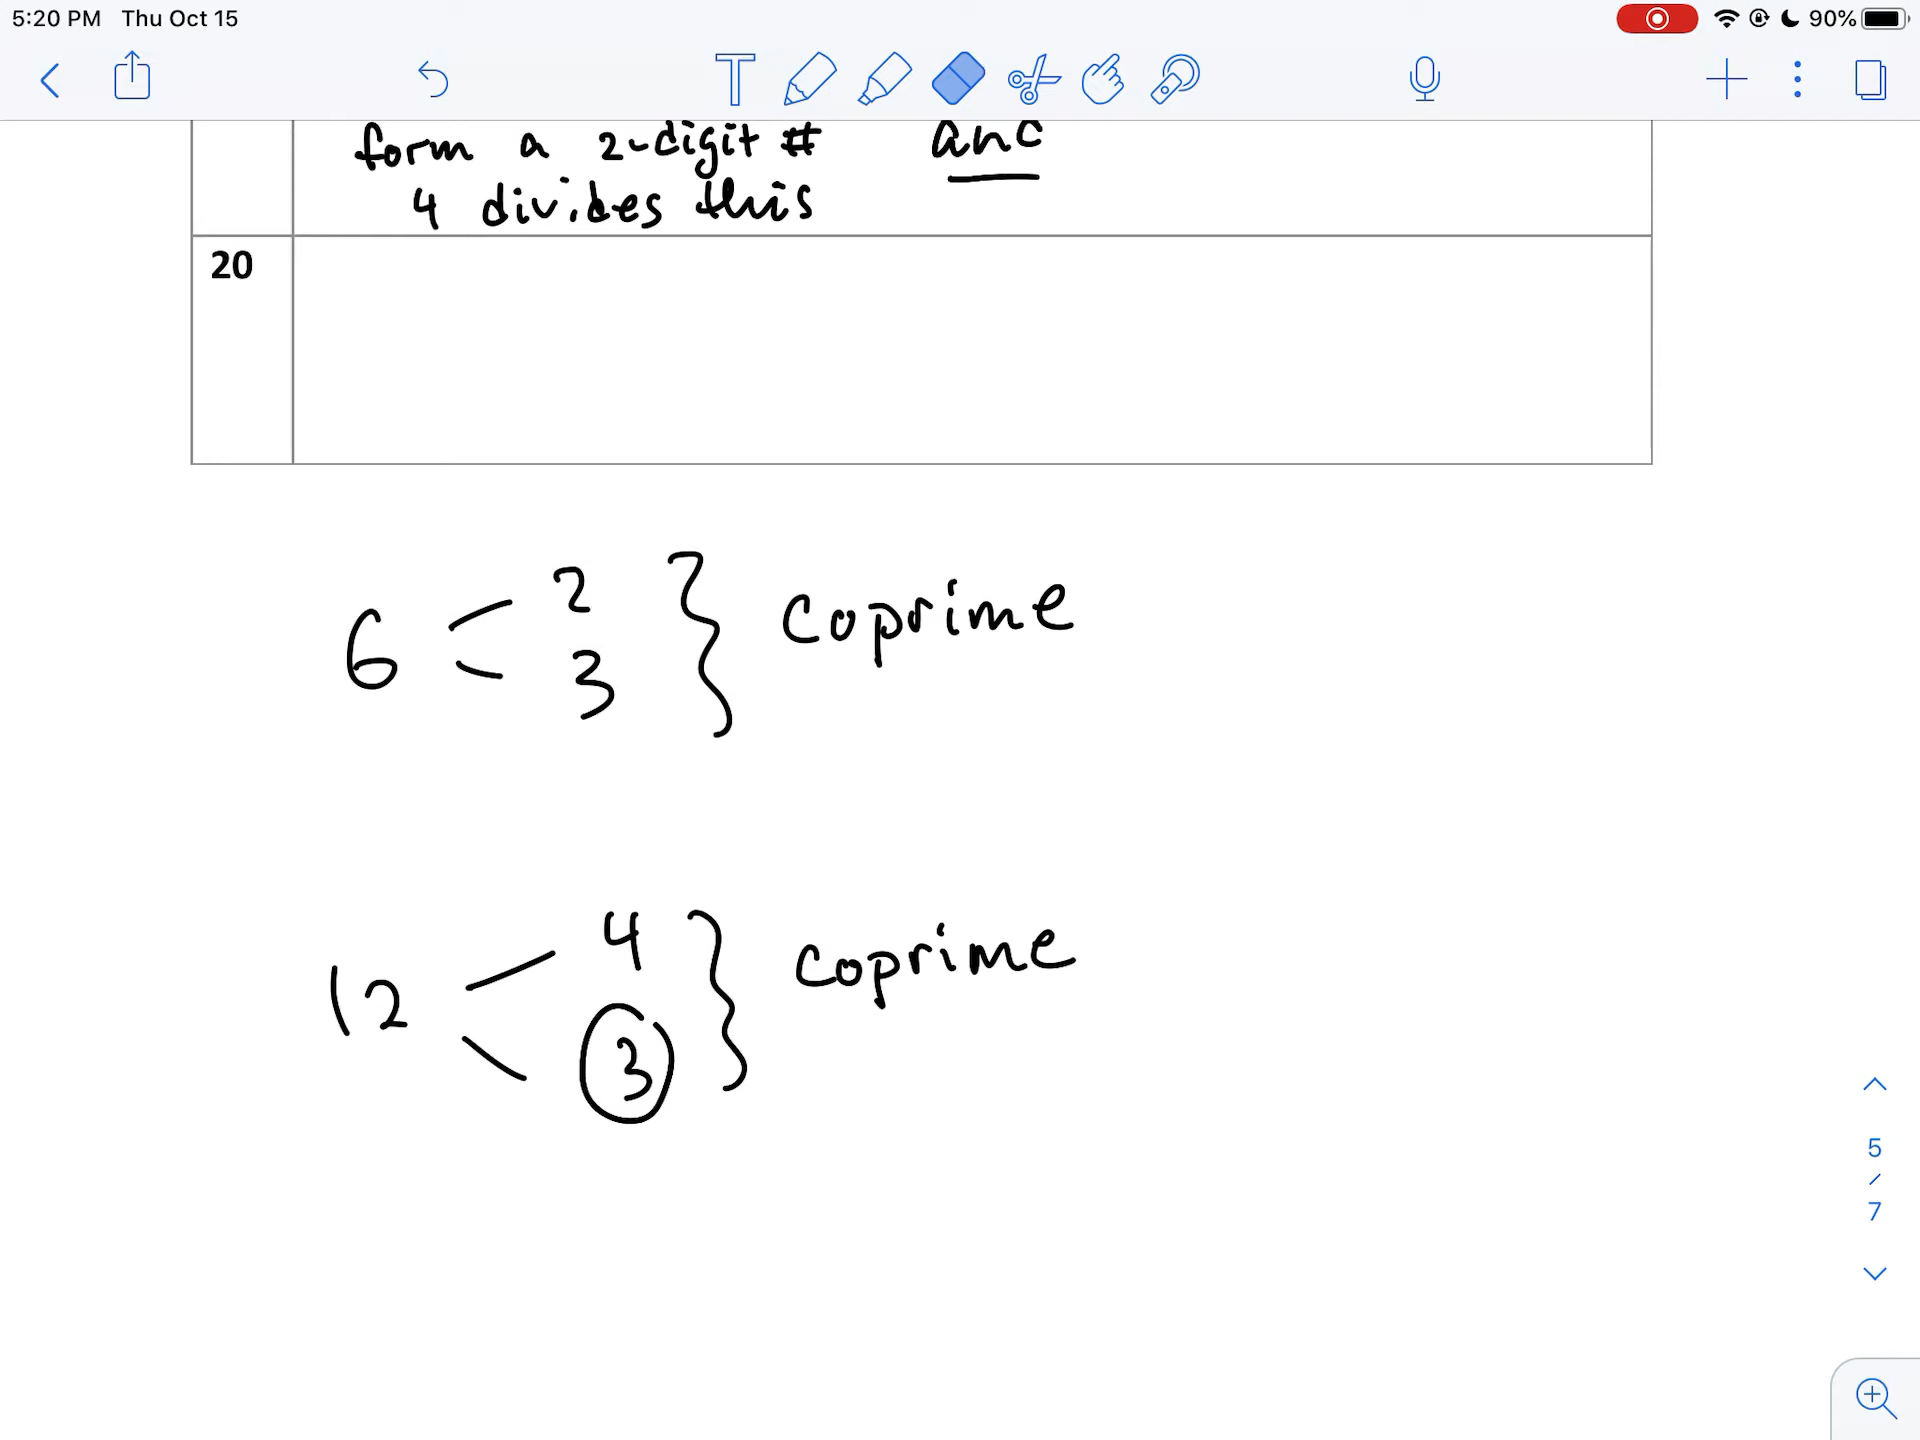 5:20 PM Thu Oct 15
90%
form a 2-digit #
4 divides this
20
6 2 } coprime
3
12 4 } coprime
3
5
/
7